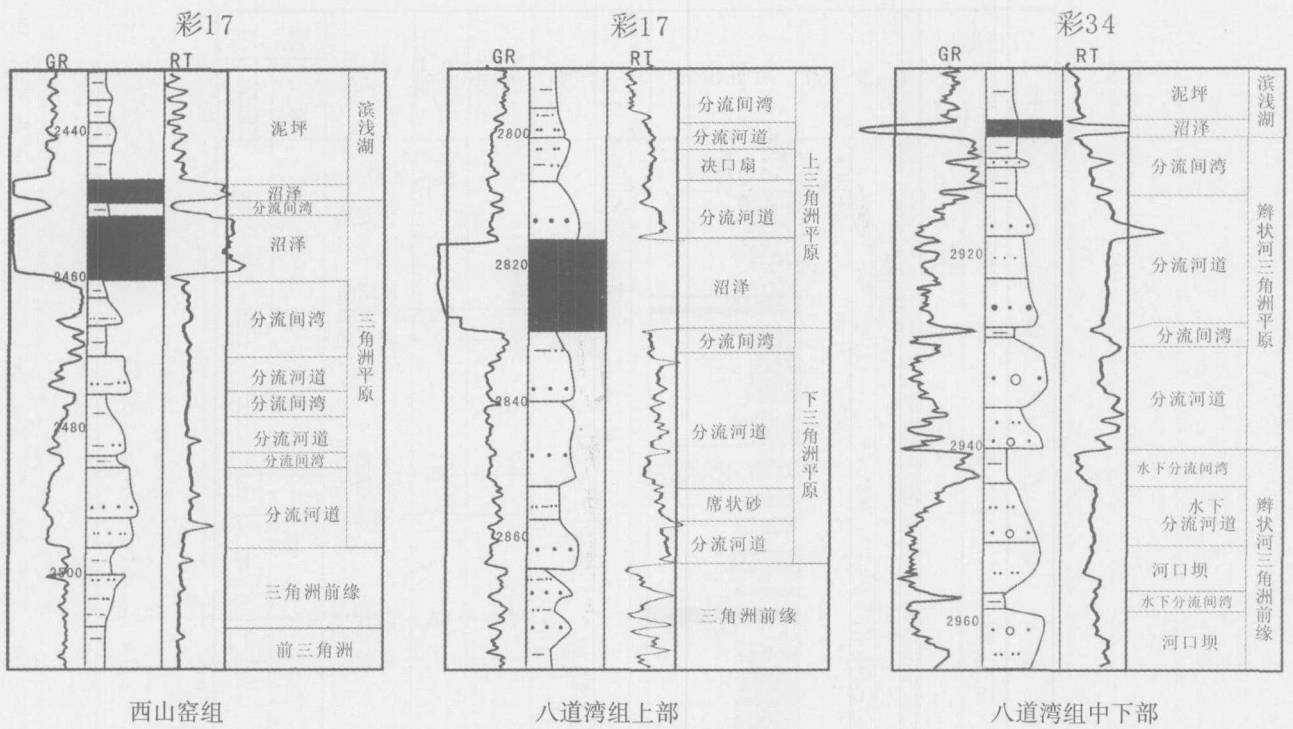 彩17
GR
RT
2440
2460
2480
2500
泥坪
沼泽
分流间湾
沼泽
分流间湾
分流河道
分流间湾
分流河道
分流间湾
分流河道
三角洲前缘
前三角洲
滨浅湖
三角洲平原
西山窑组
彩17
GR
RT
2800
2820
2840
2860
分流间湾
分流河道
决口扇
分流河道
沼泽
分流间湾
分流河道
席状砂
分流河道
三角洲前缘
上三角洲平原
下三角洲平原
八道湾组上部
彩34
GR
RT
2920
2940
2960
泥坪
沼泽
分流间湾
分流河道
分流间湾
分流河道
水下分流间湾
水下
分流河道
河口坝
水下分流间湾
河口坝
滨浅湖
辫状河三角洲平原
辫状河三角洲前缘
八道湾组中下部